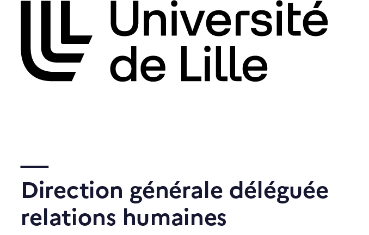 Université
de Lille
Direction générale déléguée
relations humaines